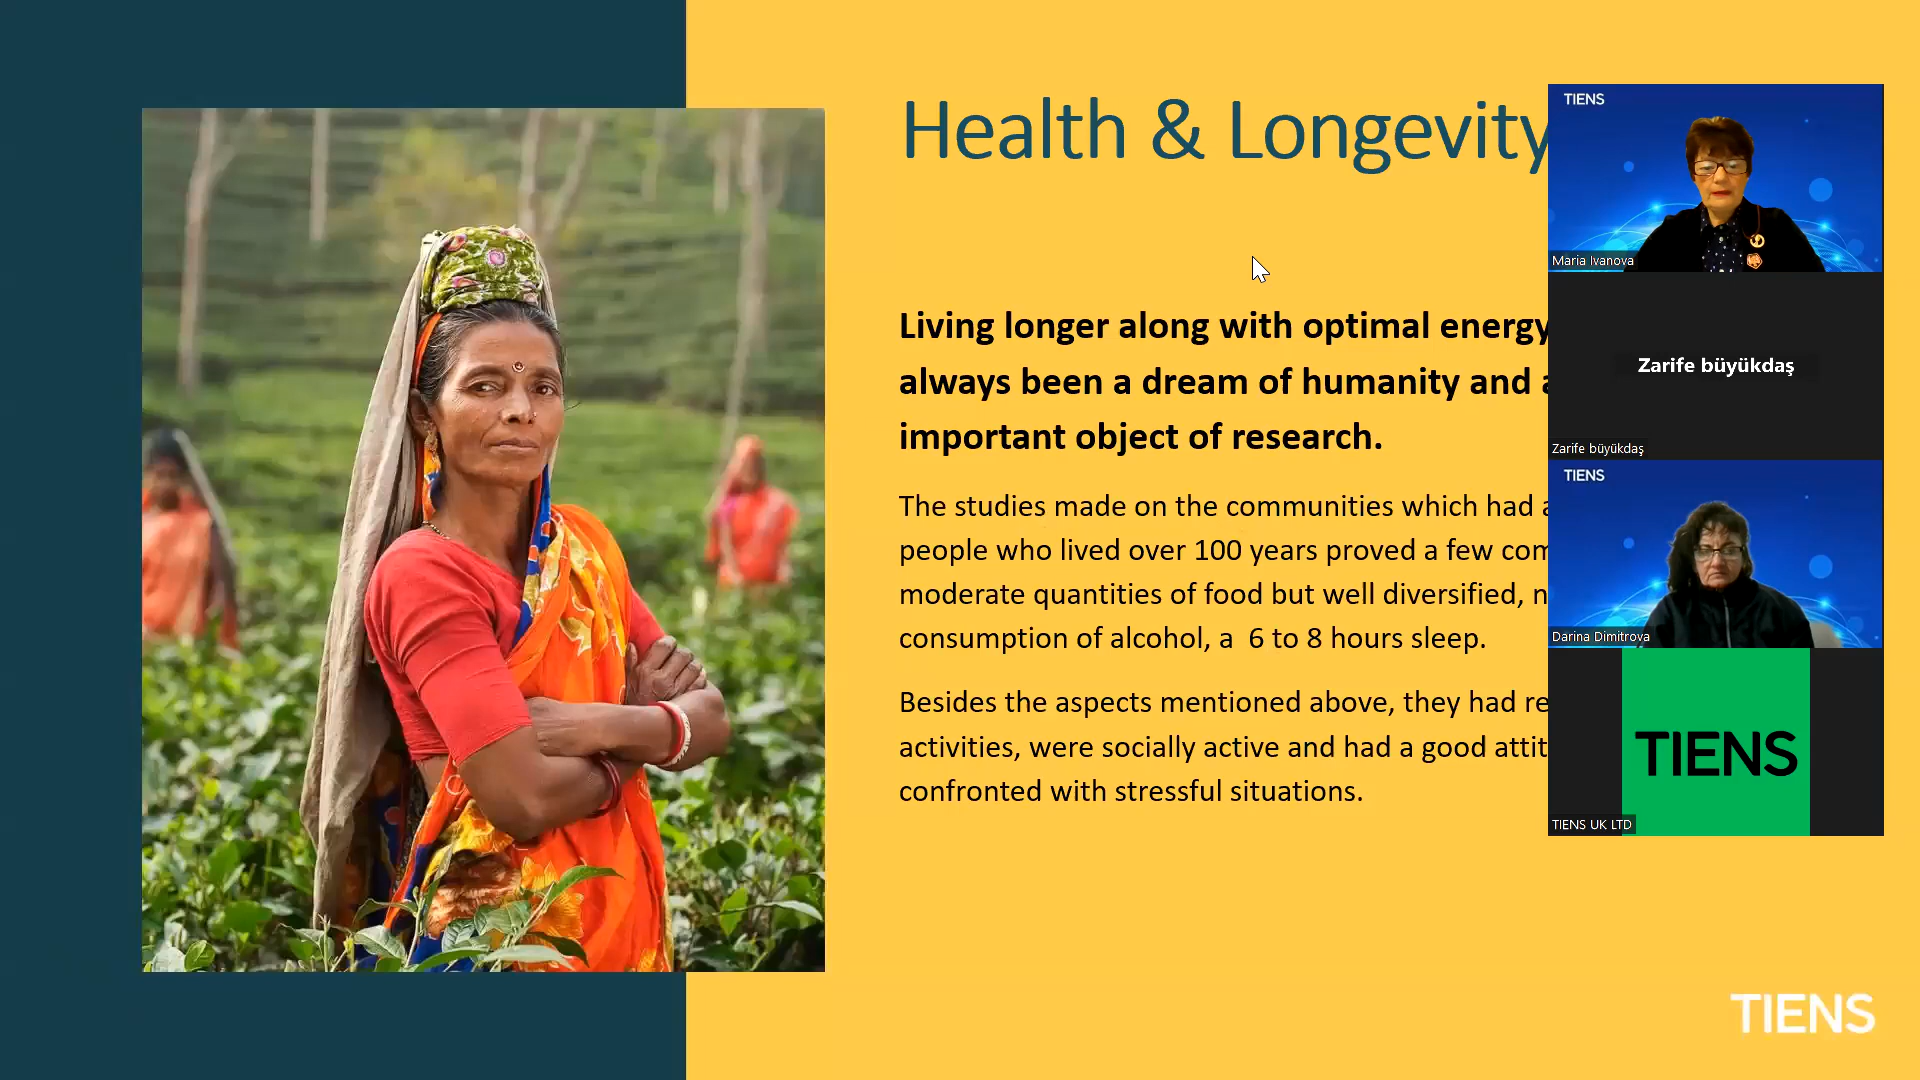 Health & Longevity
Living longer along with optimal energy
always been a dream of humanity and
important object of research.
The studies made on the communities which had
people who lived over 100 years proved a few
moderate quantities of food but well diversified,
consumption of alcohol, a 6 to 8 hours sleep.
Besides the aspects mentioned above, they had
activities, were socially active and had a good
confronted with stressful situations.
TIENS
Maria Ivanova
Zarife büyükdaş
Zarife büyükdaş
TIENS
Darina Dimitrova
TIENS
TIENS UK LTD
TIENS